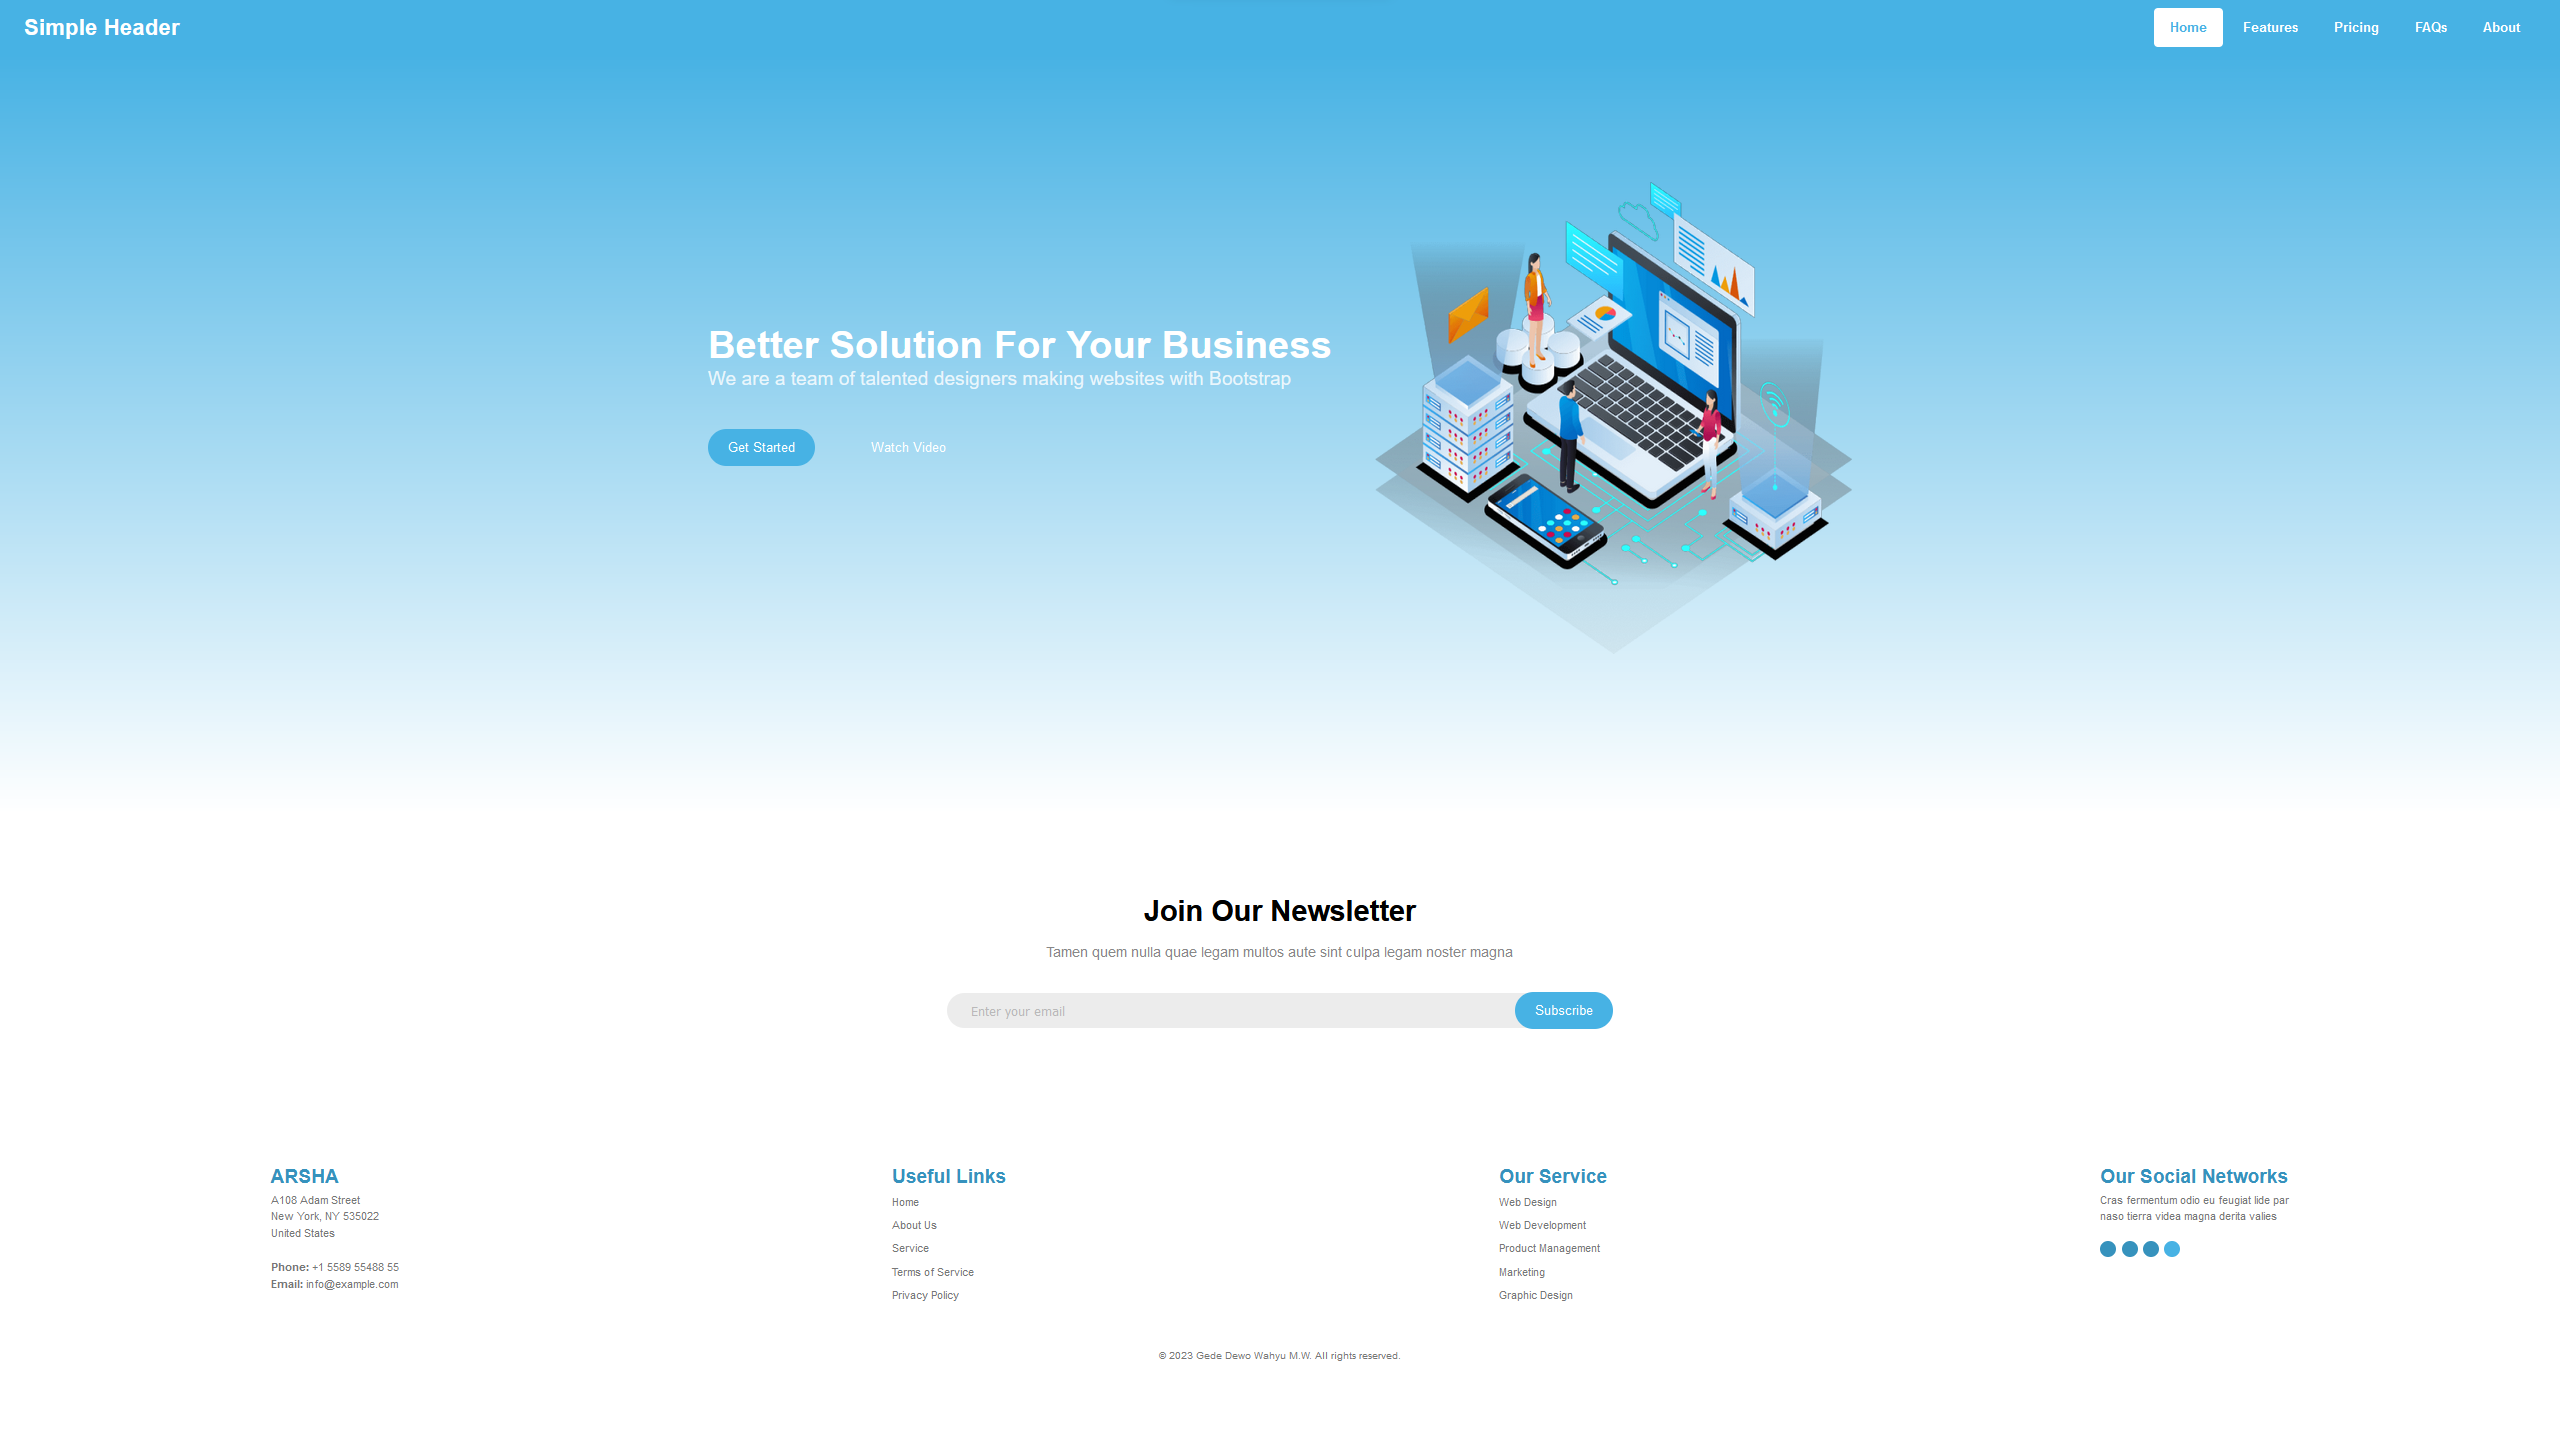 Simple Header
Home
Features
Pricing
FAQs
About
Better Solution For Your Business
We are a team of talented designers making websites with Bootstrap
Get Started
Watch Video
Join Our Newsletter
Tamen quem nulla quae legam multos aute sint culpa legam noster magna
Enter your email
Subscribe
ARSHA
A108 Adam Street
New York, NY 535022
United States
Phone: +1 5589 55488 55
Email: info@example.com
Useful Links
Home
About Us
Service
Terms of Service
Privacy Policy
Our Service
Web Design
Web Development
Product Management
Marketing
Graphic Design
Our Social Networks
Cras fermentum odio eu feugiat lide par
naso tierra videa magna derita valies
© 2023 Gede Dewo Wahyu M.W. All rights reserved.